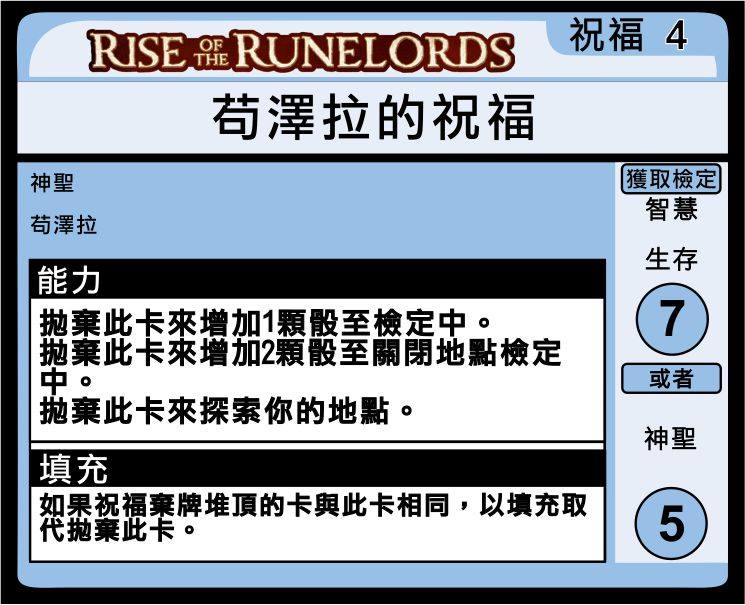 RISE OF THE RUNELORDS
祝福 4
苟澤拉的祝福
神聖
苟澤拉
獲取檢定
智慧
生存
7
或者
神聖
5
能力
拋棄此卡來增加1顆骰至檢定中。
拋棄此卡來增加2顆骰至關閉地點檢定
中。
拋棄此卡來探索你的地點。
填充
如果祝福棄牌堆頂的卡與此卡相同，以填充取
代拋棄此卡。